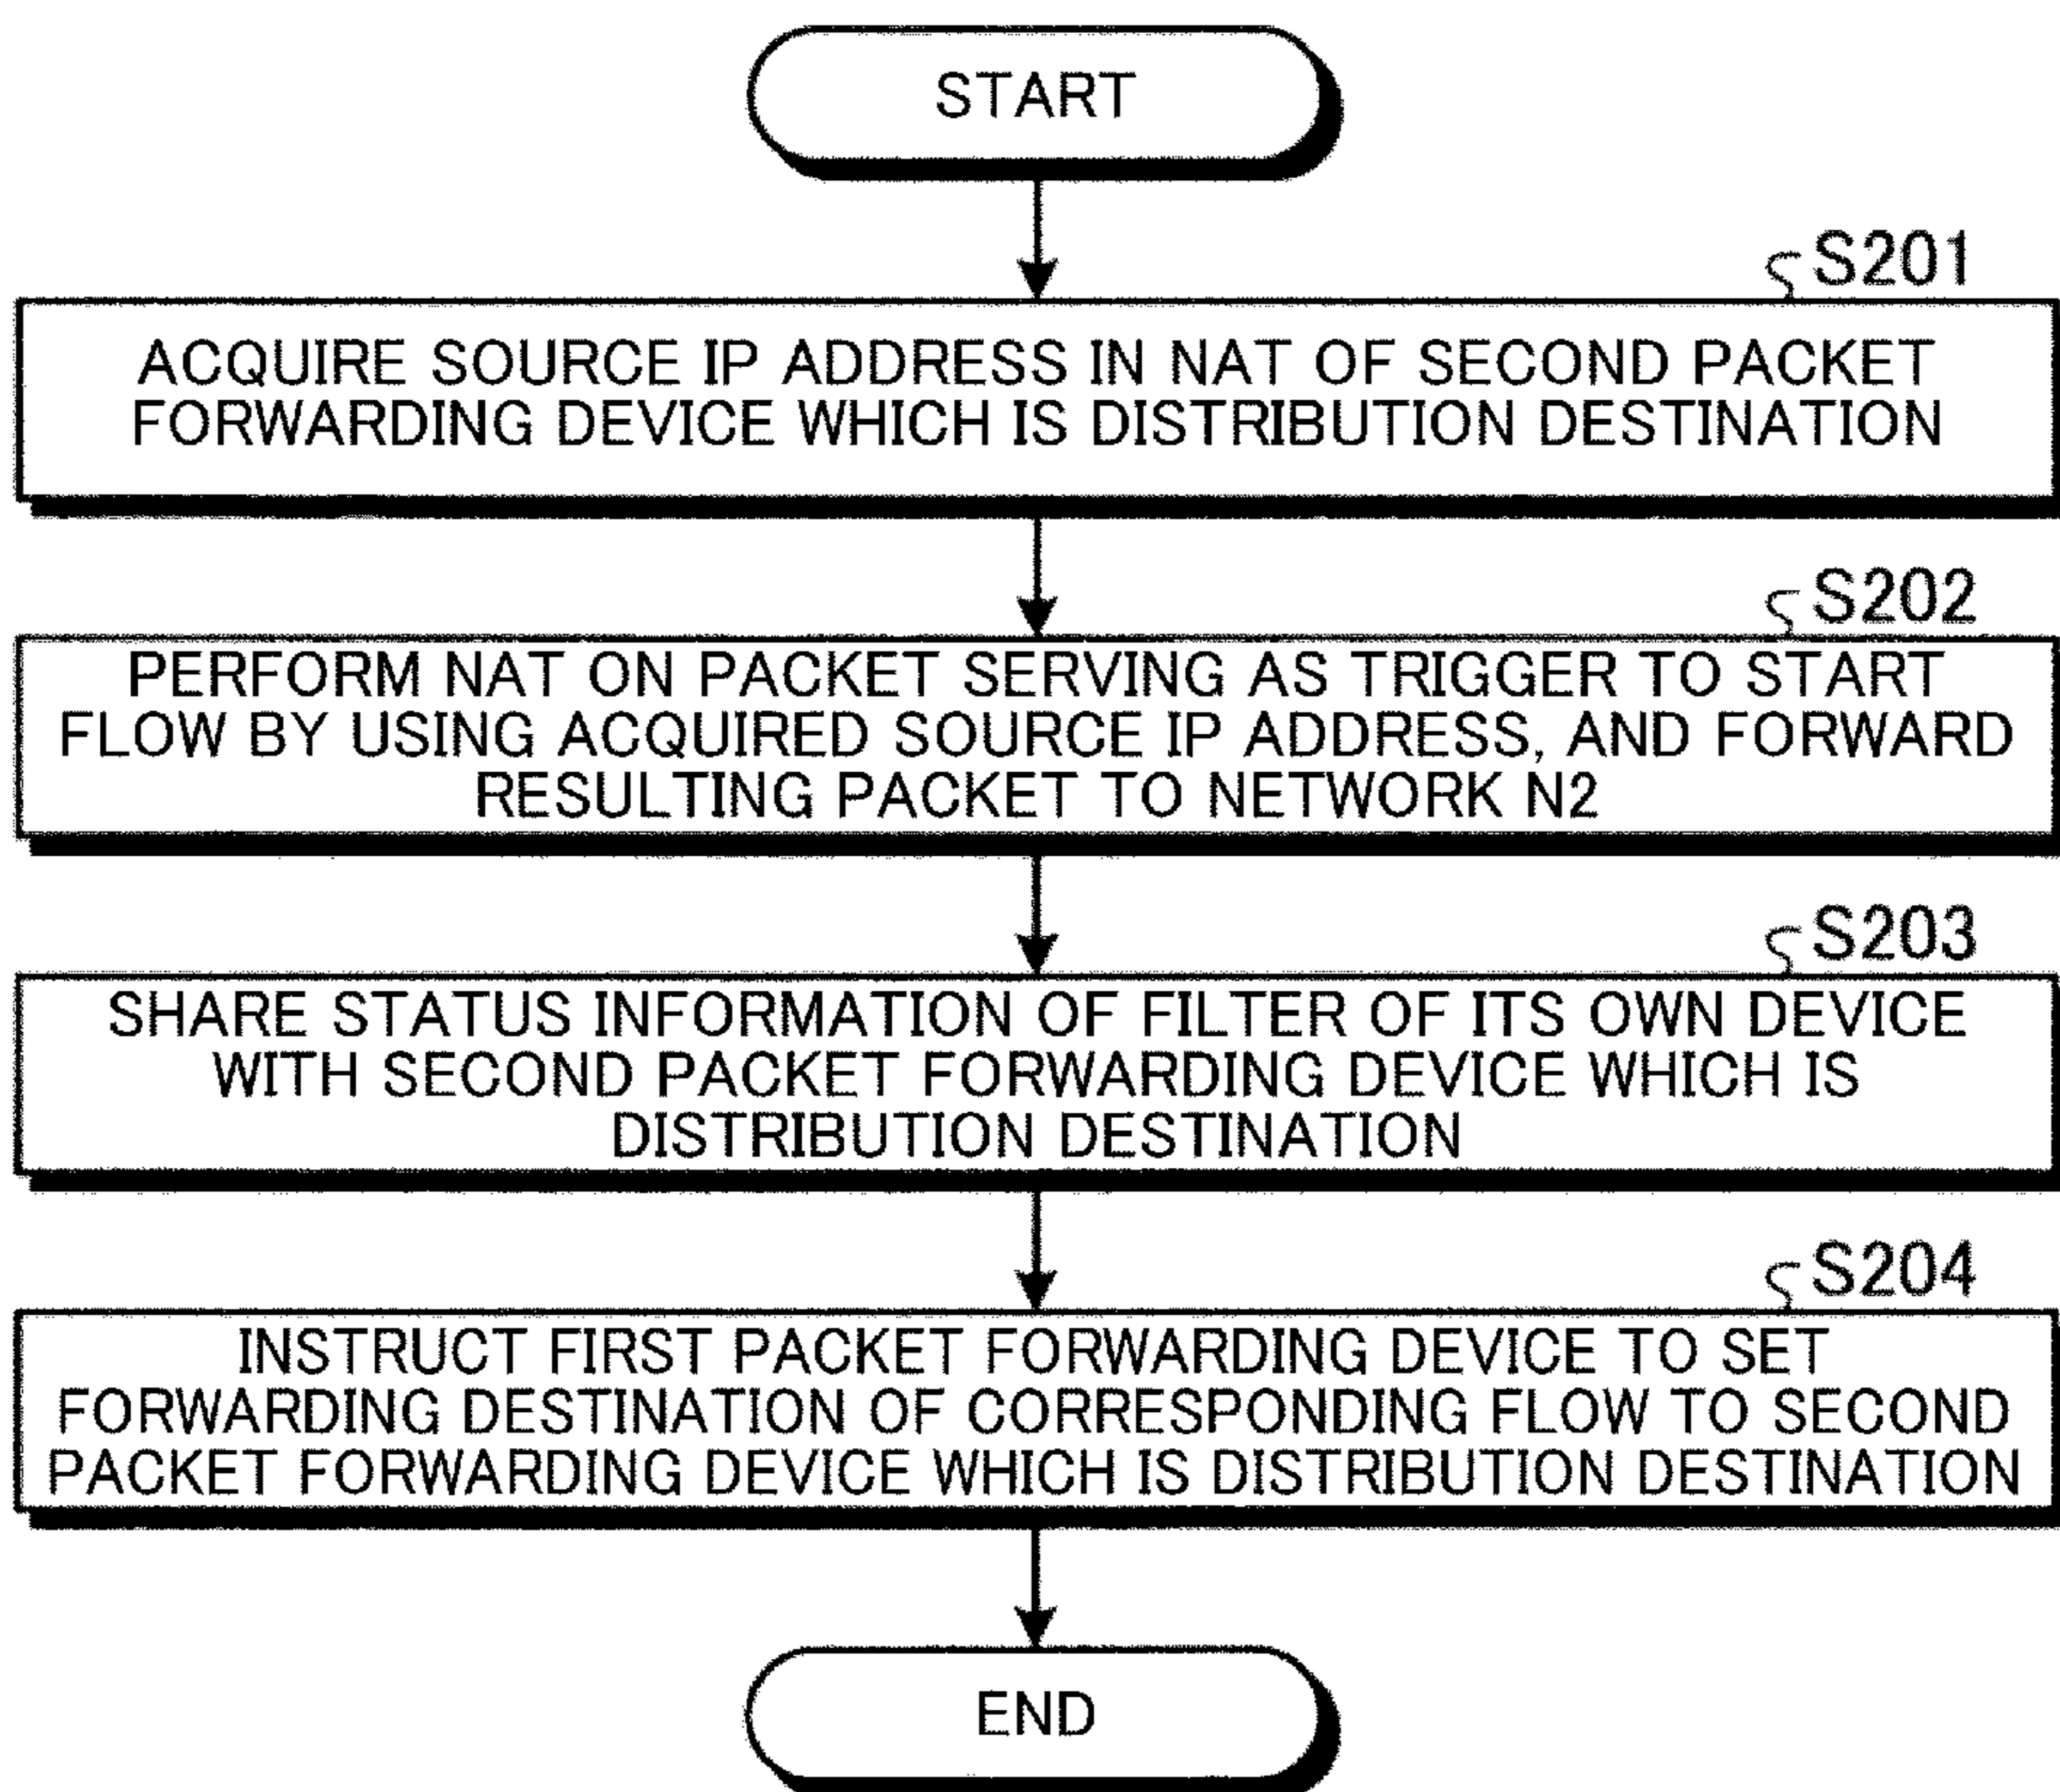 START
S201
ACQUIRE SOURCE IP ADDRESS IN NAT OF SECOND PACKET
FORWARDING DEVICE WHICH IS DISTRIBUTION DESTINATION
S202
PERFORM NAT ON PACKET SERVING AS TRIGGER TO START
FLOW BY USING ACQUIRED SOURCE IP ADDRESS, AND FORWARD
RESULTING PACKET TO NETWORK N2
S203
SHARE STATUS INFORMATION OF FILTER OF ITS OWN DEVICE
WITH SECOND PACKET FORWARDING DEVICE WHICH IS
DISTRIBUTION DESTINATION
S204
INSTRUCT FIRST PACKET FORWARDING DEVICE TO SET
FORWARDING DESTINATION OF CORRESPONDING FLOW TO SECOND
PACKET FORWARDING DEVICE WHICH IS DISTRIBUTION DESTINATION
END